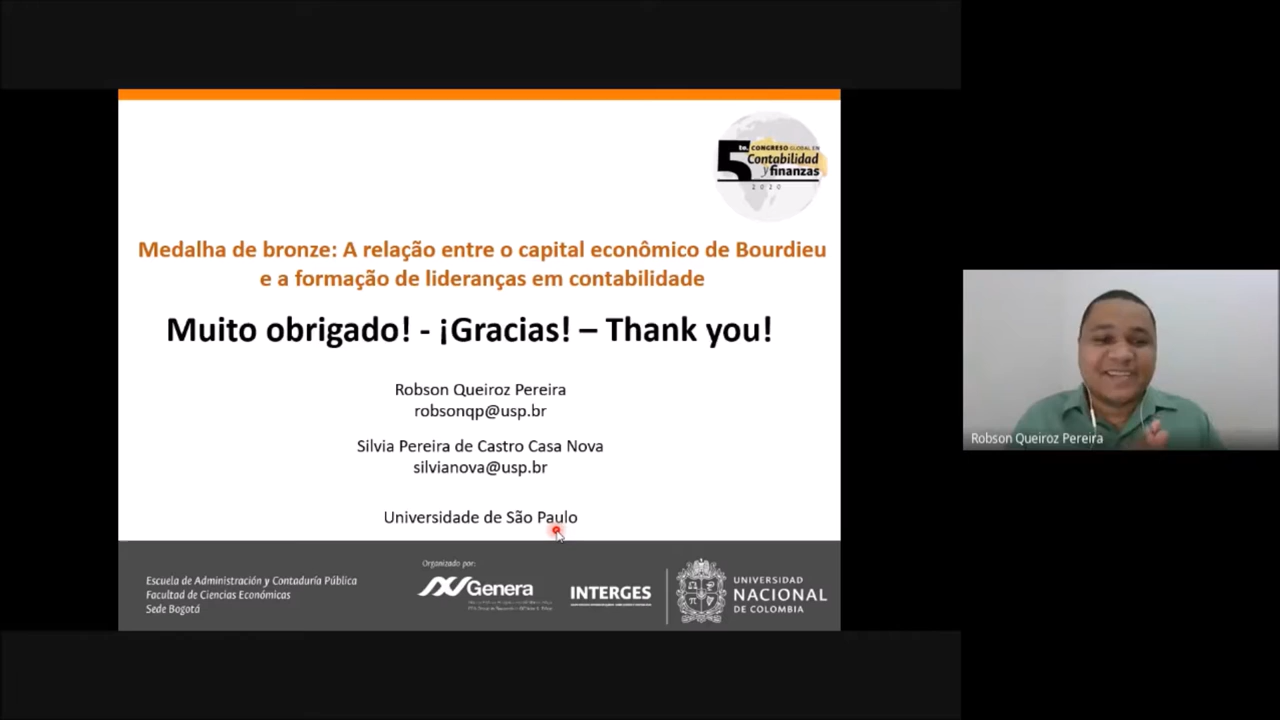 5to. CONGRESO GLOBAL EN
Contabilidad
y finanzas
2020
Medalha de bronze: A relação entre o capital econômico de Bourdieu
e a formação de lideranças em contabilidade
Muito obrigado! - ¡Gracias! – Thank you!
Robson Queiroz Pereira
robsonqp@usp.br
Silvia Pereira de Castro Casa Nova
silvianova@usp.br
Universidade de São Paulo
Robson Queiroz Pereira
Escuela de Administración y Contaduría Pública
Facultad de Ciencias Económicas
Sede Bogotá
Organizado por:
Genera
INTERGES
UNIVERSIDAD
NACIONAL
DE COLOMBIA